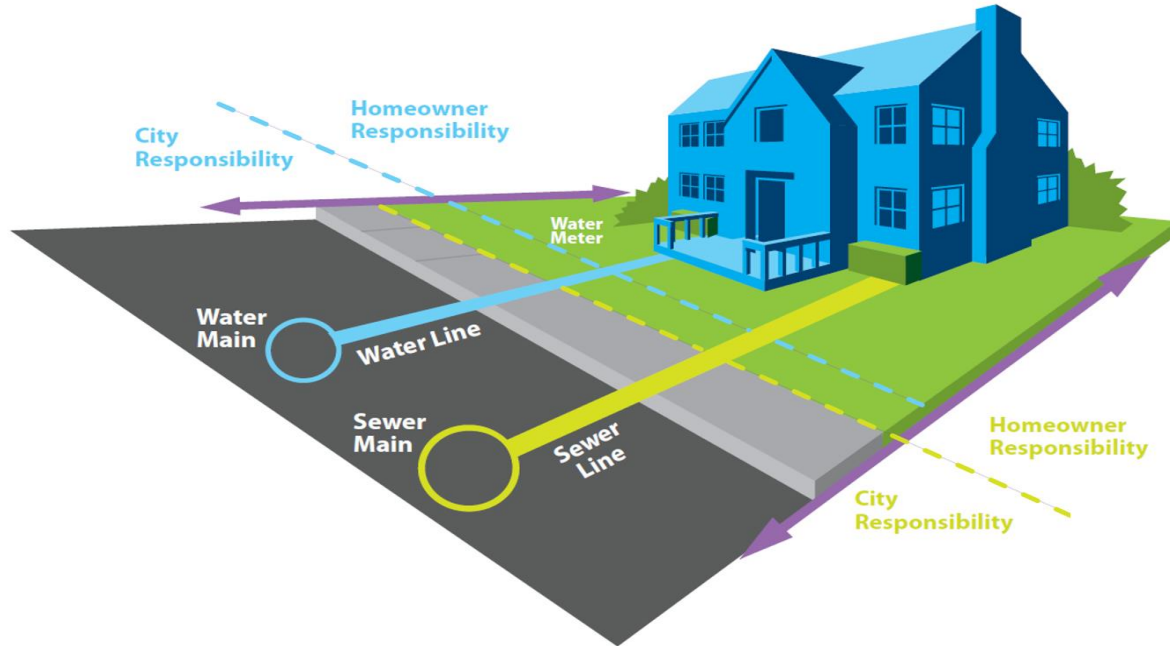 Homeowner
Responsibility
City
Responsibility
Water
Meter
Water
Main
Water Line
Sewer
Main
Sewer
Line
Homeowner
Responsibility
City
Responsibility